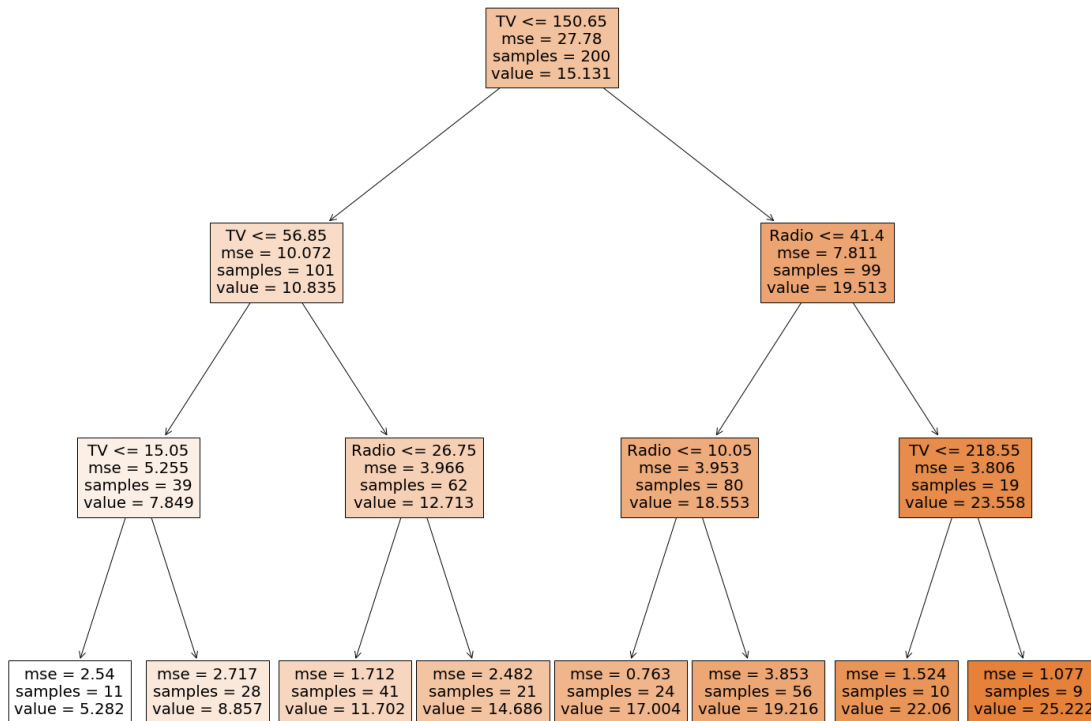 TV <= 150.65
mse = 27.78
samples = 200
value = 15.131
TV <= 56.85
mse = 10.072
samples = 101
value = 10.835
Radio <= 41.4
mse = 7.811
samples = 99
value = 19.513
TV <= 15.05
mse = 5.255
samples = 39
value = 7.849
Radio <= 26.75
mse = 3.966
samples = 62
value = 12.713
Radio <= 10.05
mse = 3.953
samples = 80
value = 18.553
TV <= 218.55
mse = 3.806
samples = 19
value = 23.558
mse = 2.54
samples = 11
value = 5.282
mse = 2.717
samples = 28
value = 8.857
mse = 1.712
samples = 41
value = 11.702
mse = 2.482
samples = 21
value = 14.686
mse = 0.763
samples = 24
value = 17.004
mse = 3.853
samples = 56
value = 19.216
mse = 1.524
samples = 10
value = 22.06
mse = 1.077
samples = 9
value = 25.222